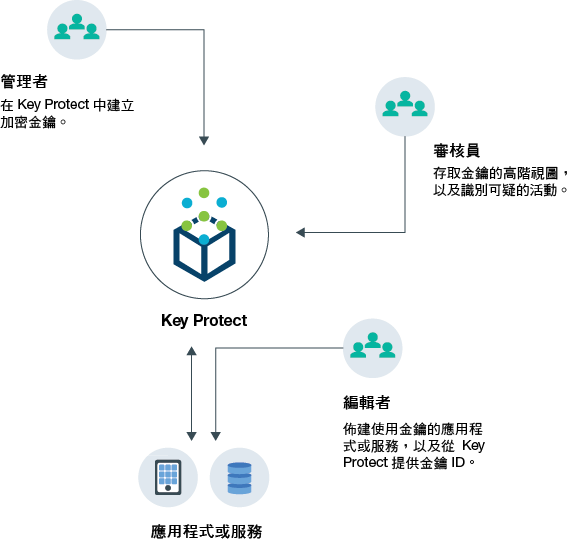 管理者
在 Key Protect 中建立
加密金鑰。
審核員
存取金鑰的高階視圖，
以及識別可疑的活動。
Key Protect
編輯者
佈建使用金鑰的應用程
式或服務，以及從 Key
Protect 提供金鑰 ID。
應用程式或服務